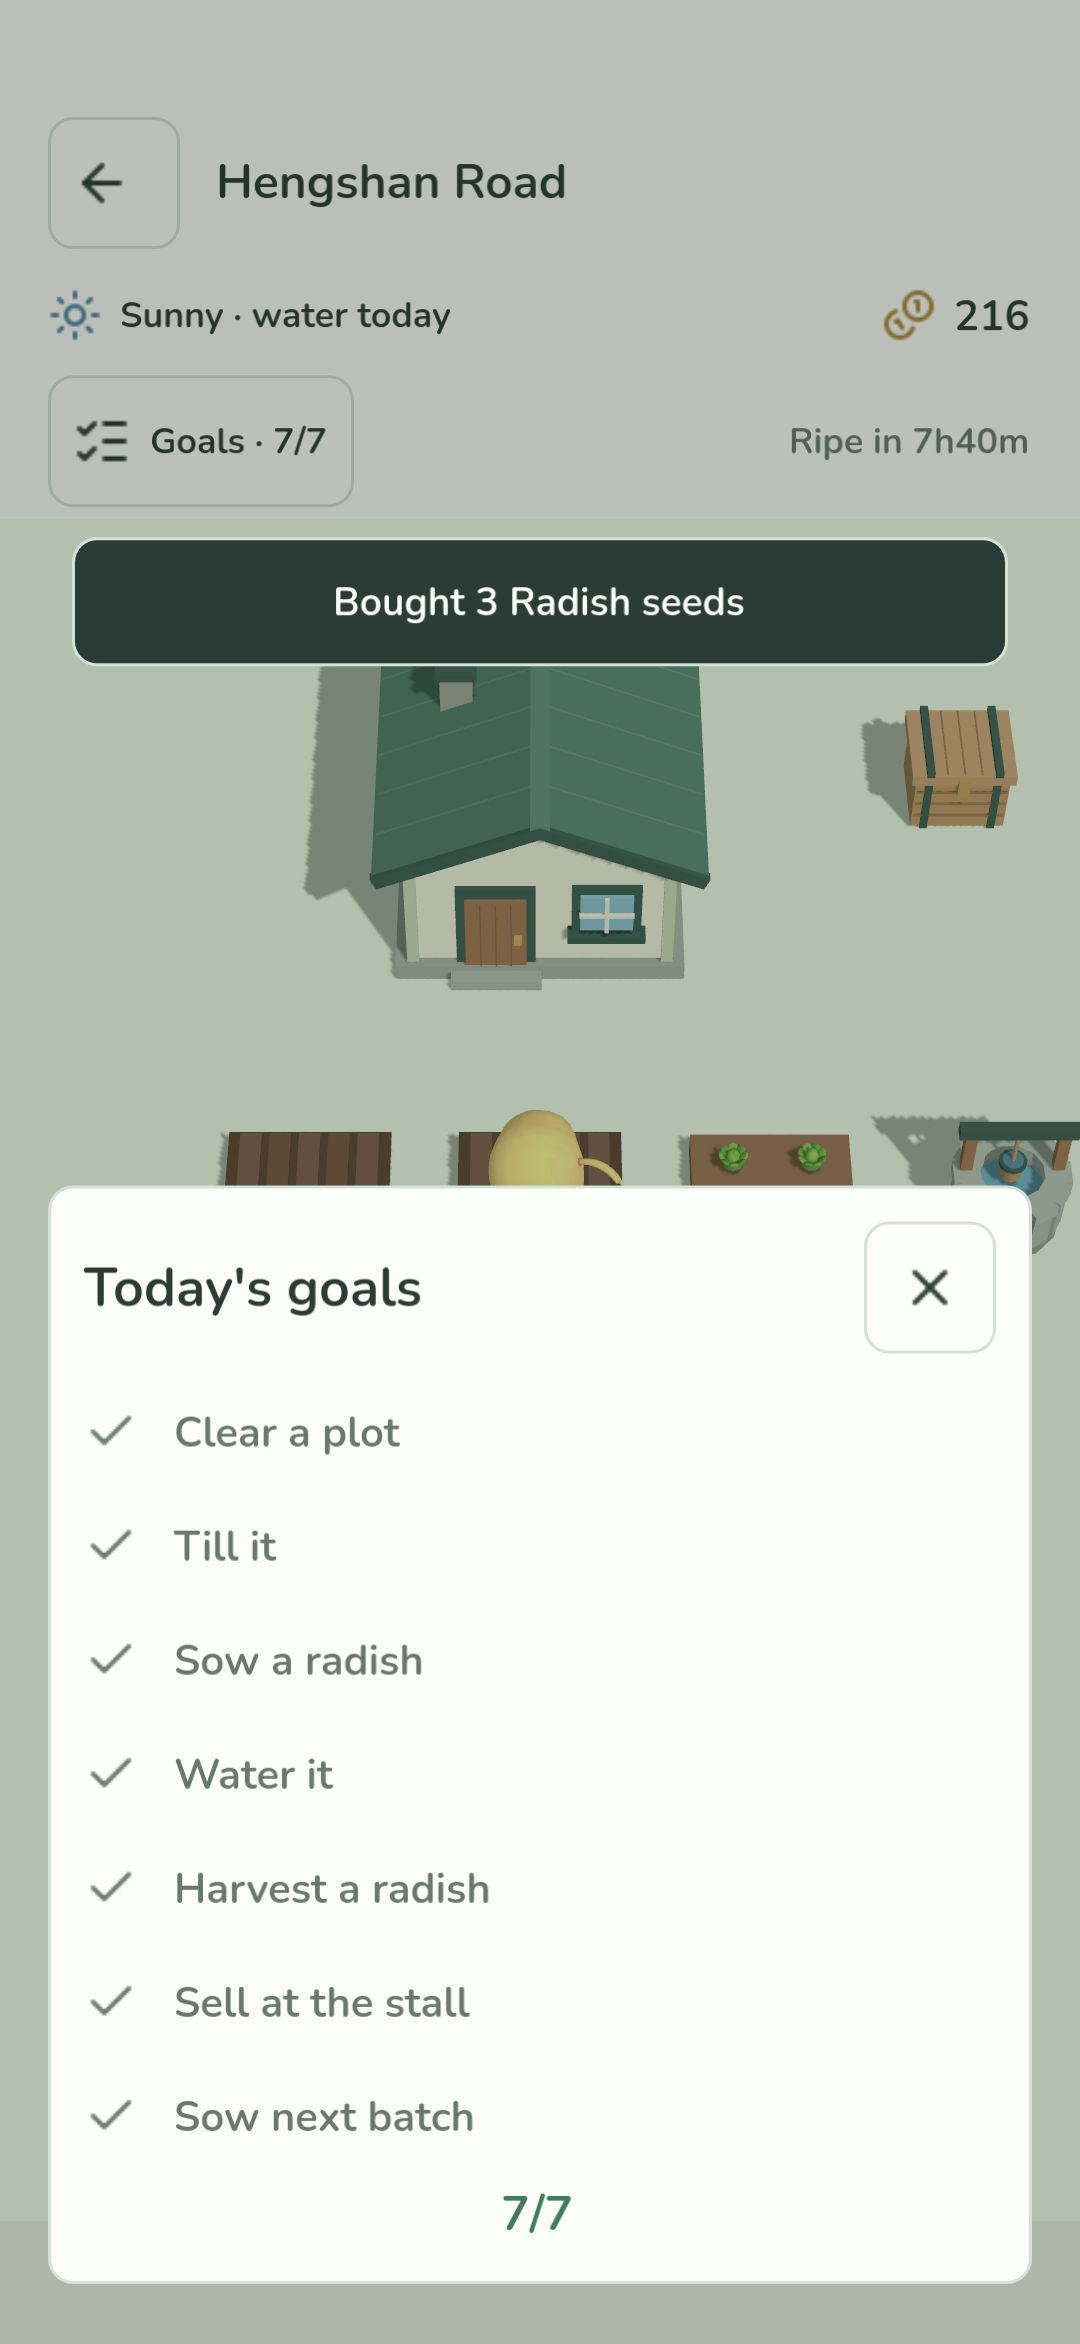 Hengshan Road
Sunny · water today
216
Goals · 7/7
Ripe in 7h40m
Bought 3 Radish seeds
Today's goals
Clear a plot
Till it
Sow a radish
Water it
Harvest a radish
Sell at the stall
Sow next batch
7/7